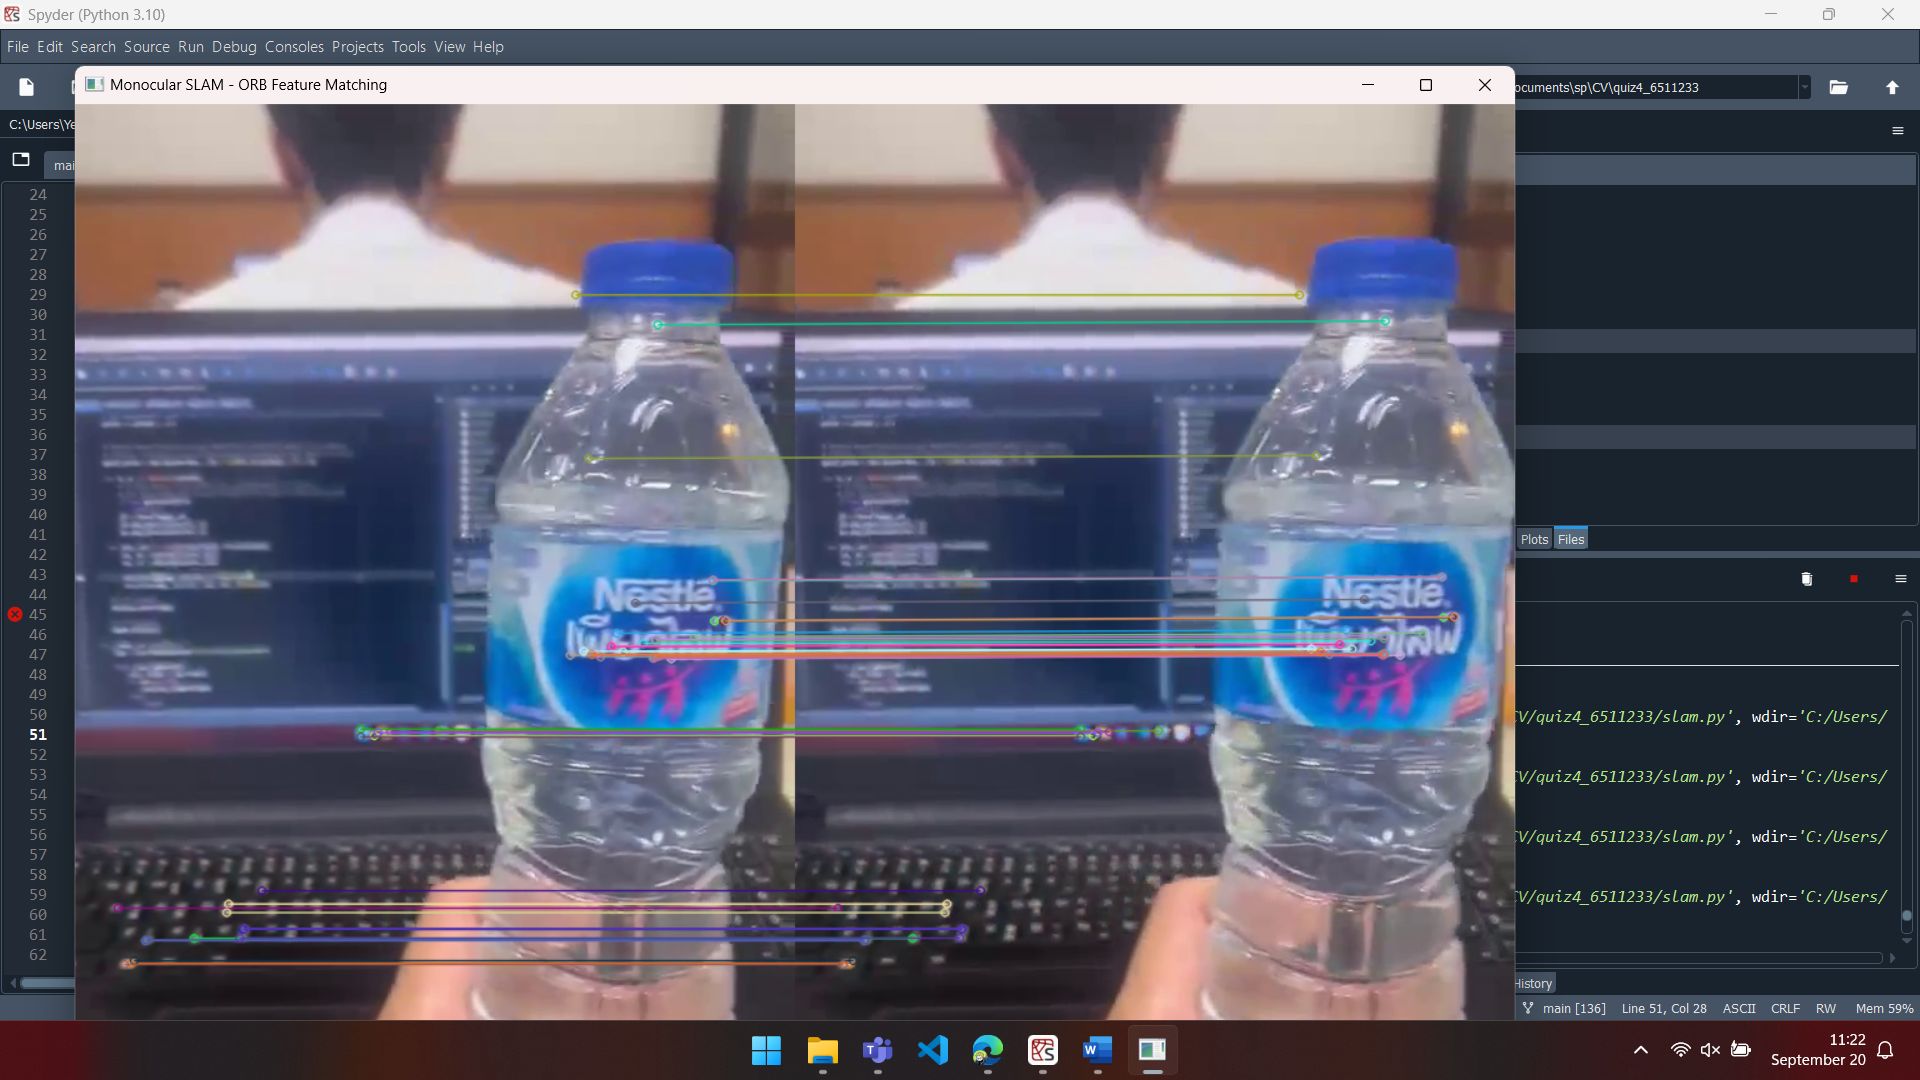 Spyder (Python 3.10)
File Edit Search Source Run Debug Consoles Projects Tools View Help
Monocular SLAM - ORB Feature Matching
ocuments\sp\CV\quiz4_6511233
C:\Users\Ye
mai
24
25
26
27
28
29
30
31
32
33
34
35
36
37
38
39
40
41
42
43
44
45
46
47
48
49
50
51
52
53
54
55
56
57
58
59
60
61
62
Nestle.
Nestle.
Plots Files
CV/quiz4_6511233/slam.py', wdir='C:/Users/
CV/quiz4_6511233/slam.py', wdir='C:/Users/
CV/quiz4_6511233/slam.py', wdir='C:/Users/
CV/quiz4_6511233/slam.py', wdir='C:/Users/
History
main [136] Line 51, Col 28 ASCII CRLF RW Mem 59%
11:22
September 20